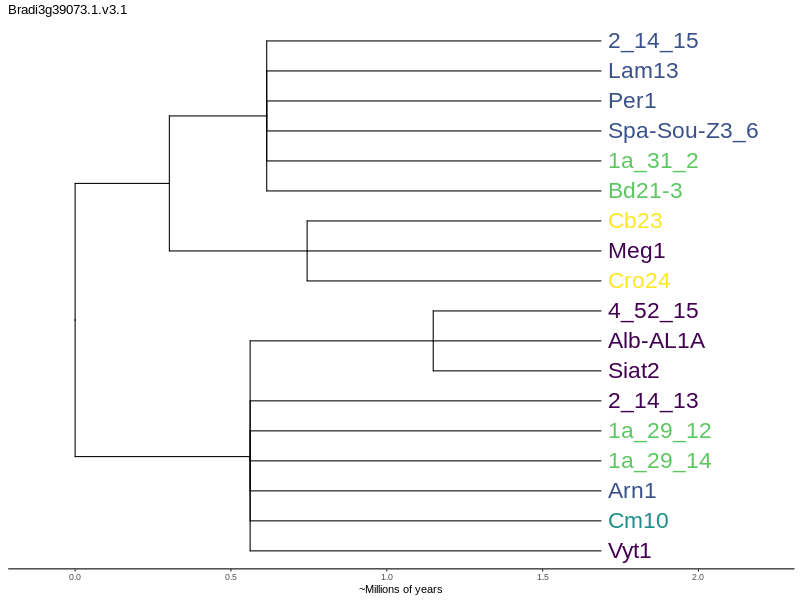 Bradi3g39073.1.v3.1
2_14_15
Lam13
Per1
Spa-Sou-Z3_6
1a_31_2
Bd21-3
Cb23
Meg1
Cro24
4_52_15
Alb-AL1A
Siat2
2_14_13
1a_29_12
1a_29_14
Arn1
Cm10
Vyt1
0.0 0.5 1.0 1.5 2.0
~Millions of years